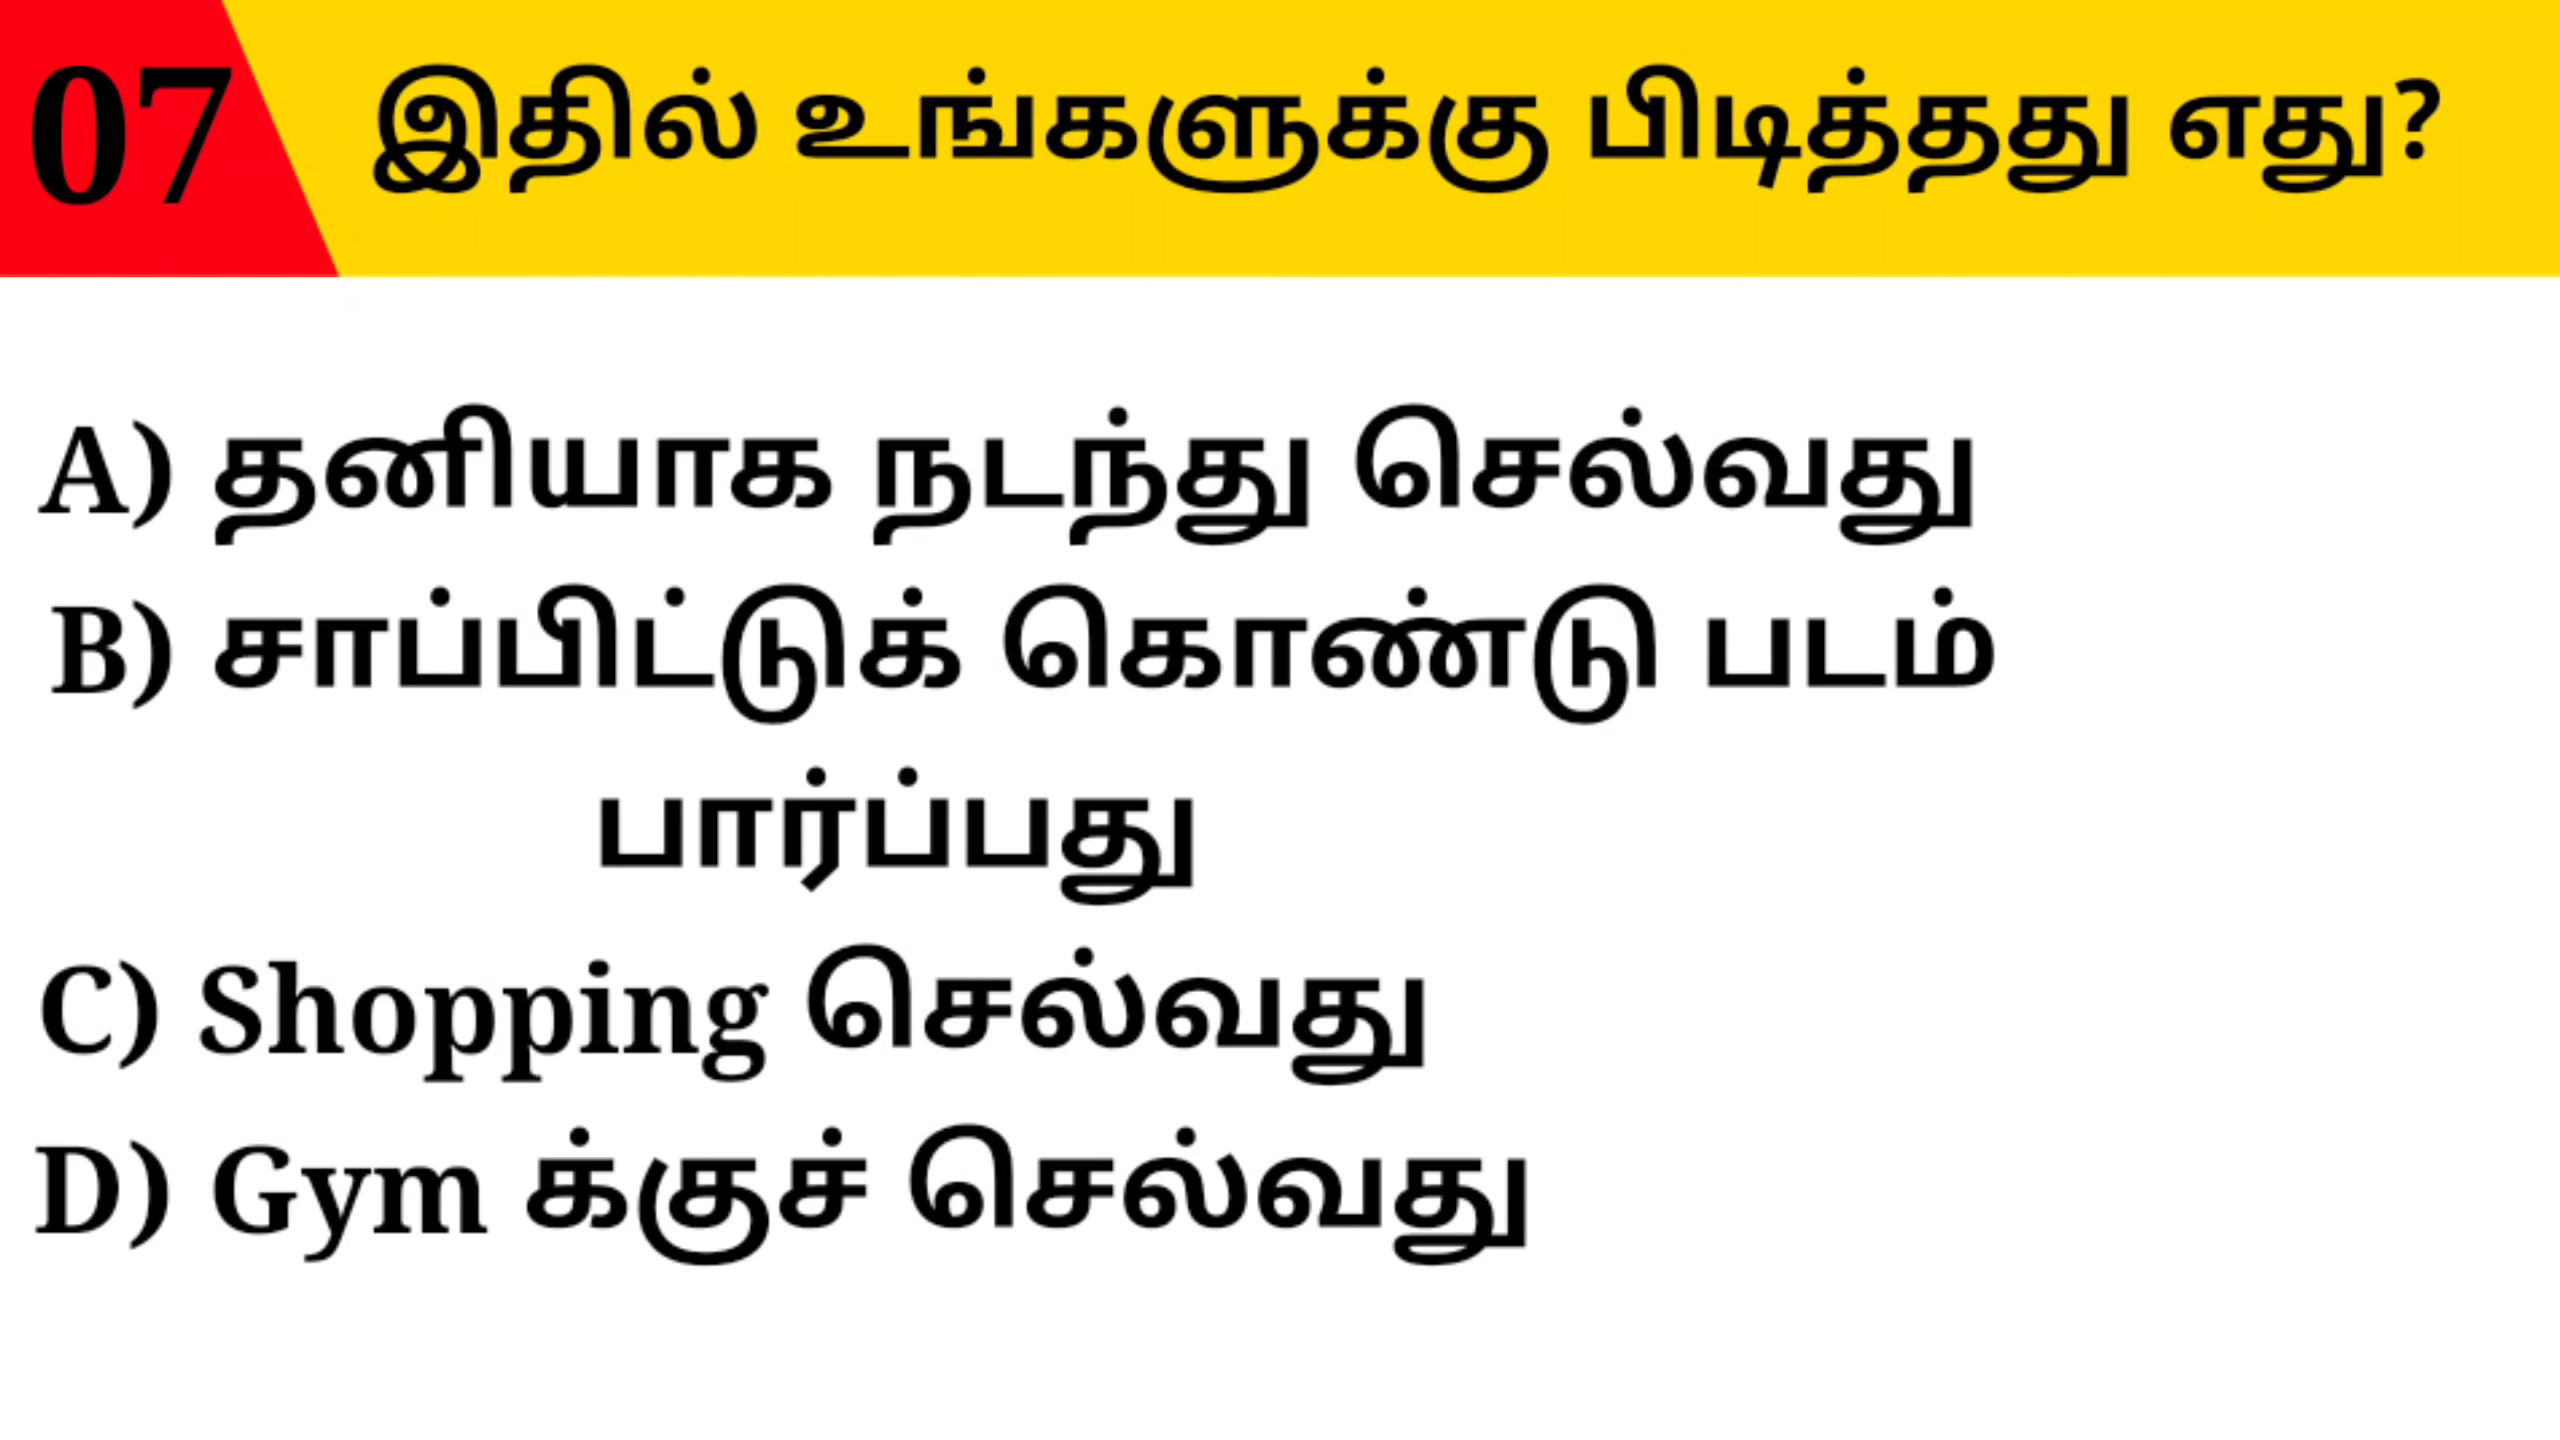 07 இதில் உங்களுக்கு பிடித்தது எது?
A) தனியாக நடந்து செல்வது
B) சாப்பிட்டுக் கொண்டு படம்
பார்ப்பது
C) Shopping செல்வது
D) Gym க்குச் செல்வது